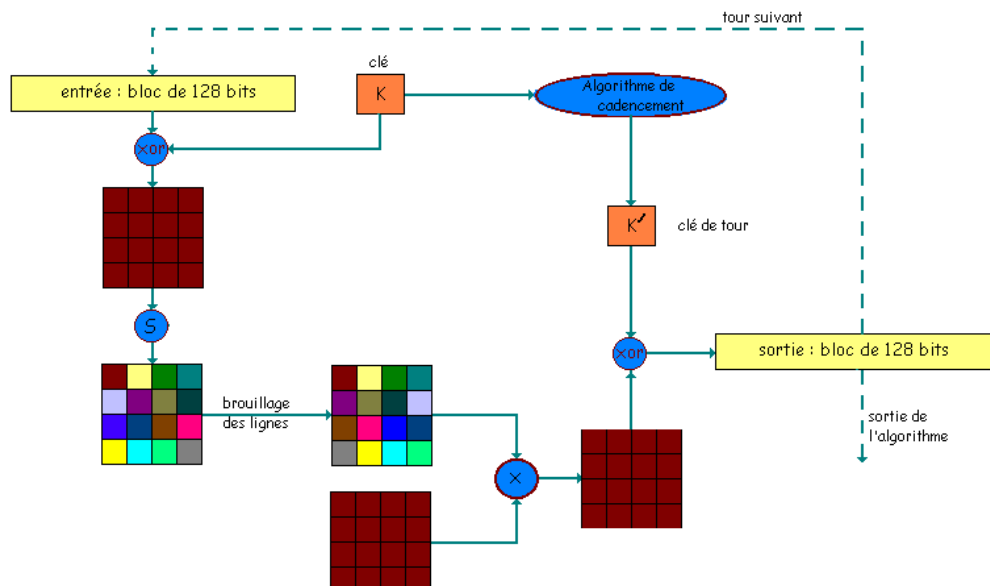 tour suivant
clé
entrée : bloc de 128 bits
K
Algorithme de
cadencement
xor
K'
clé de tour
S
xor
sortie : bloc de 128 bits
brouillage
des lignes
sortie de
l'algorithme
X